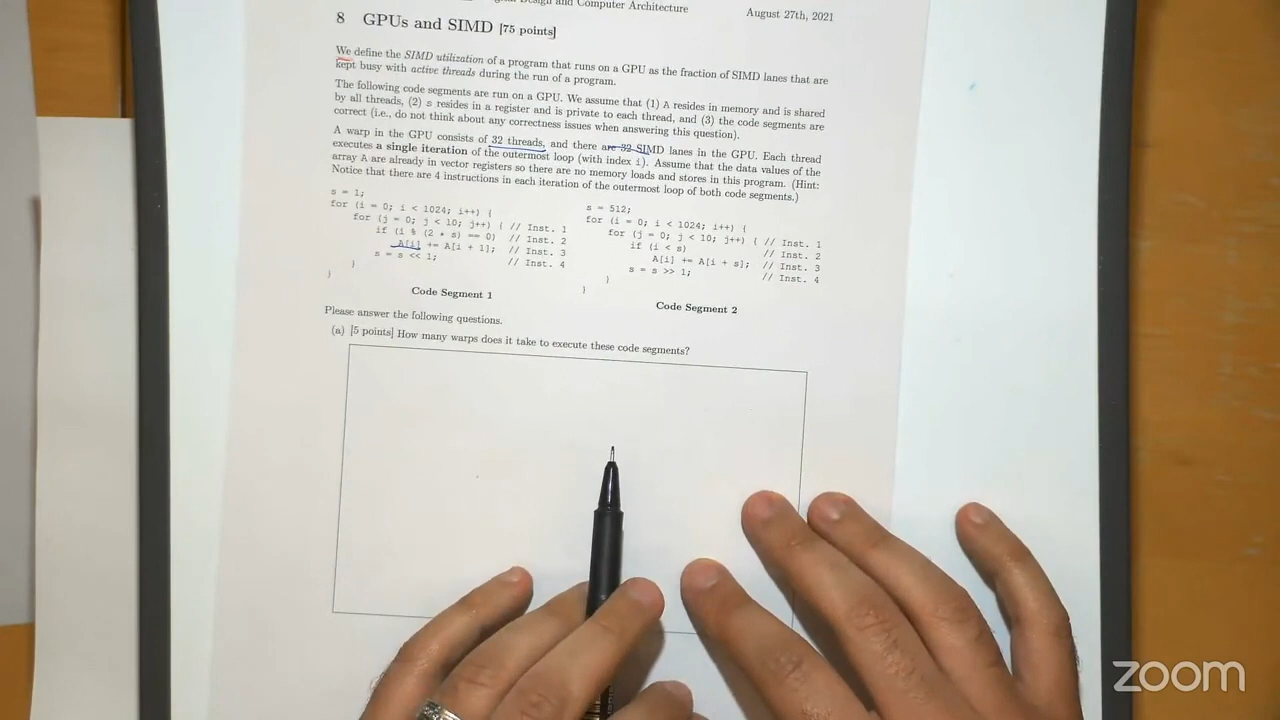 Design and Computer Architecture August 27th, 2021
8 GPUs and SIMD [75 points]
We define the SIMD utilization of a program that runs on a GPU as the fraction of SIMD lanes that are
kept busy with active threads during the run of a program.
The following code segments are run on a GPU. We assume that (1) A resides in memory and is shared
by all threads, (2) s resides in a register and is private to each thread, and (3) the code segments are
correct (i.e., do not think about any correctness issues when answering this question).
A warp in the GPU consists of 32 threads, and there are 32 SIMD lanes in the GPU. Each thread
executes a single iteration of the outermost loop (with index i). Assume that the data values of the
array A are already in vector registers so there are no memory loads and stores in this program. (Hint:
Notice that there are 4 instructions in each iteration of the outermost loop of both code segments.)
s = 1;
for (i = 0; i < 1024; i++) {
for (j = 0; j < 10; j++) { // Inst. 1
if (i % (2 * s) == 0) // Inst. 2
A[i] += A[i + 1]; // Inst. 3
s = s << 1; // Inst. 4
}
}
Code Segment 1
s = 512;
for (i = 0; i < 1024; i++) {
for (j = 0; j < 10; j++) { // Inst. 1
if (i < s) // Inst. 2
A[i] += A[i + s]; // Inst. 3
s = s >> 1; // Inst. 4
}
}
Code Segment 2
Please answer the following questions.
(a) [5 points] How many warps does it take to execute these code segments?
zoom